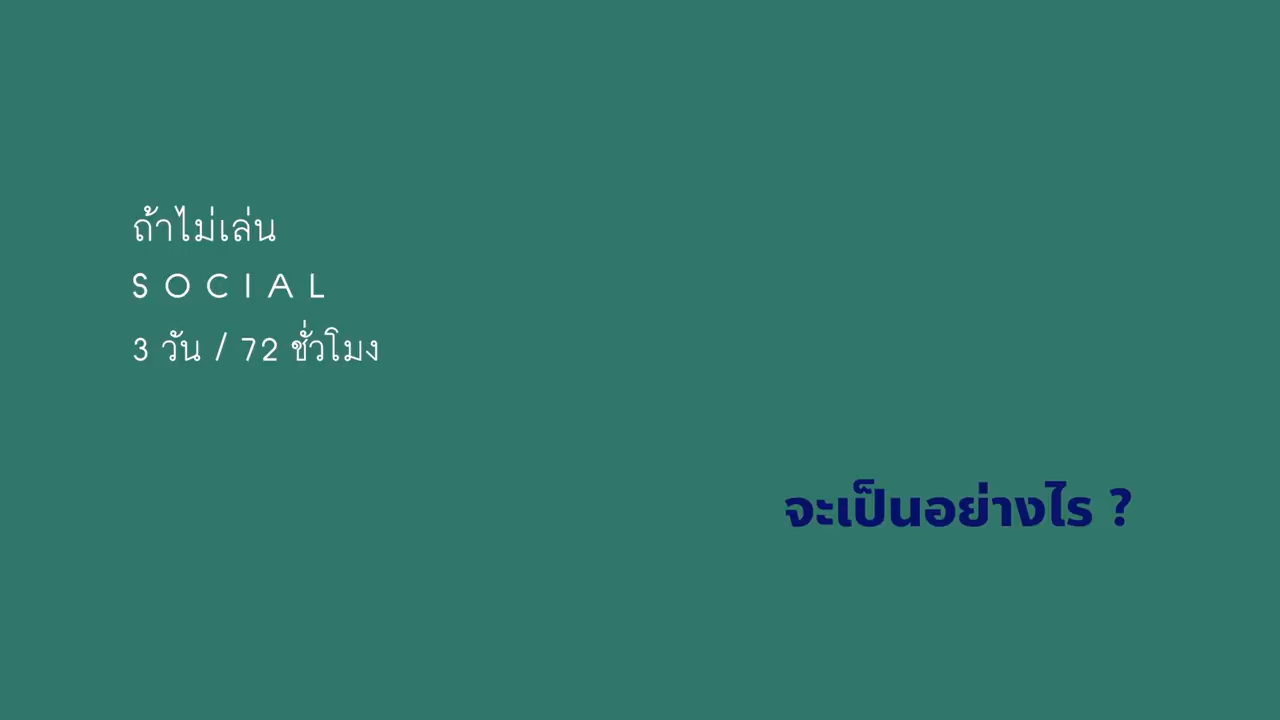 ถ้าไม่เล่น
SOCIAL
3 วัน / 72 ชั่วโมง
จะเป็นอย่างไร ?